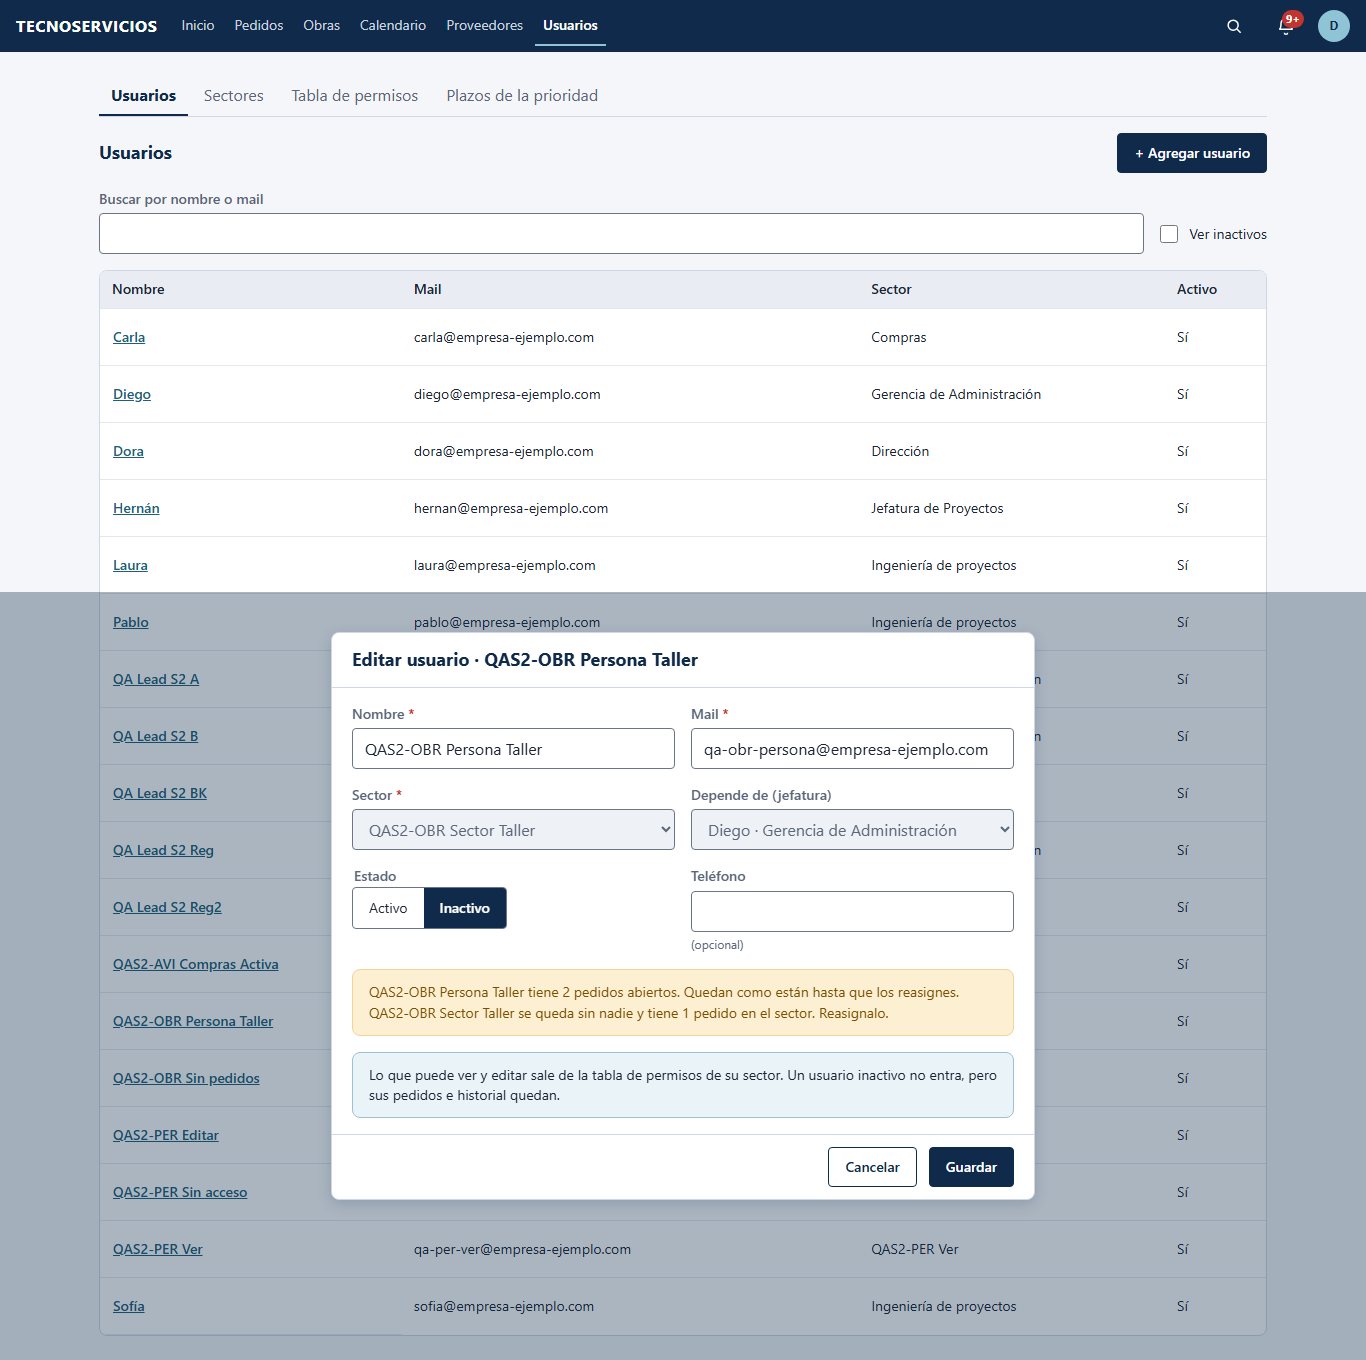 TECNOSERVICIOS Inicio Pedidos Obras Calendario Proveedores Usuarios 9+ D
Usuarios Sectores Tabla de permisos Plazos de la prioridad
Usuarios + Agregar usuario
Buscar por nombre o mail
Ver inactivos
Nombre Mail Sector Activo
Carla carla@empresa-ejemplo.com Compras Sí
Diego diego@empresa-ejemplo.com Gerencia de Administración Sí
Dora dora@empresa-ejemplo.com Dirección Sí
Hernán hernan@empresa-ejemplo.com Jefatura de Proyectos Sí
Laura laura@empresa-ejemplo.com Ingeniería de proyectos Sí
Pablo pablo@empresa-ejemplo.com Ingeniería de proyectos Sí
QA Lead S2 A n Sí
QA Lead S2 B n Sí
QA Lead S2 BK Sí
QA Lead S2 Reg n Sí
QA Lead S2 Reg2 Sí
QAS2-AVI Compras Activa Sí
QAS2-OBR Persona Taller Sí
QAS2-OBR Sin pedidos Sí
QAS2-PER Editar Sí
QAS2-PER Sin acceso Sí
QAS2-PER Ver qa-per-ver@empresa-ejemplo.com QAS2-PER Ver Sí
Sofía sofia@empresa-ejemplo.com Ingeniería de proyectos Sí
Editar usuario · QAS2-OBR Persona Taller
Nombre * Mail *
QAS2-OBR Persona Taller qa-obr-persona@empresa-ejemplo.com
Sector * Depende de (jefatura)
QAS2-OBR Sector Taller Diego · Gerencia de Administración
Estado Teléfono
Activo Inactivo
(opcional)
QAS2-OBR Persona Taller tiene 2 pedidos abiertos. Quedan como están hasta que los reasignes.
QAS2-OBR Sector Taller se queda sin nadie y tiene 1 pedido en el sector. Reasignalo.
Lo que puede ver y editar sale de la tabla de permisos de su sector. Un usuario inactivo no entra, pero
sus pedidos e historial quedan.
Cancelar Guardar